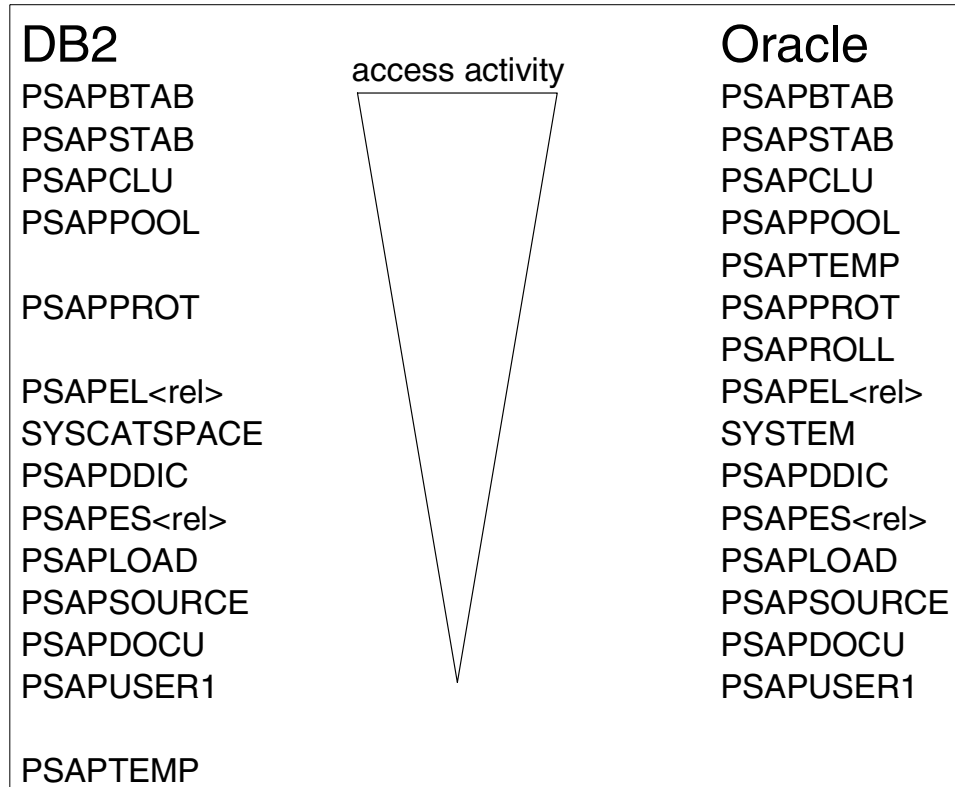 DB2
access activity
Oracle
PSAPBTAB PSAPBTAB
PSAPSTAB PSAPSTAB
PSAPCLU PSAPCLU
PSAPPOOL PSAPPOOL
PSAPTEMP
PSAPPROT PSAPPROT
PSAPROLL
PSAPEL<rel> PSAPEL<rel>
SYSCATSPACE SYSTEM
PSAPDDIC PSAPDDIC
PSAPES<rel> PSAPES<rel>
PSAPLOAD PSAPLOAD
PSAPSOURCE PSAPSOURCE
PSAPDOCU PSAPDOCU
PSAPUSER1 PSAPUSER1
PSAPTEMP